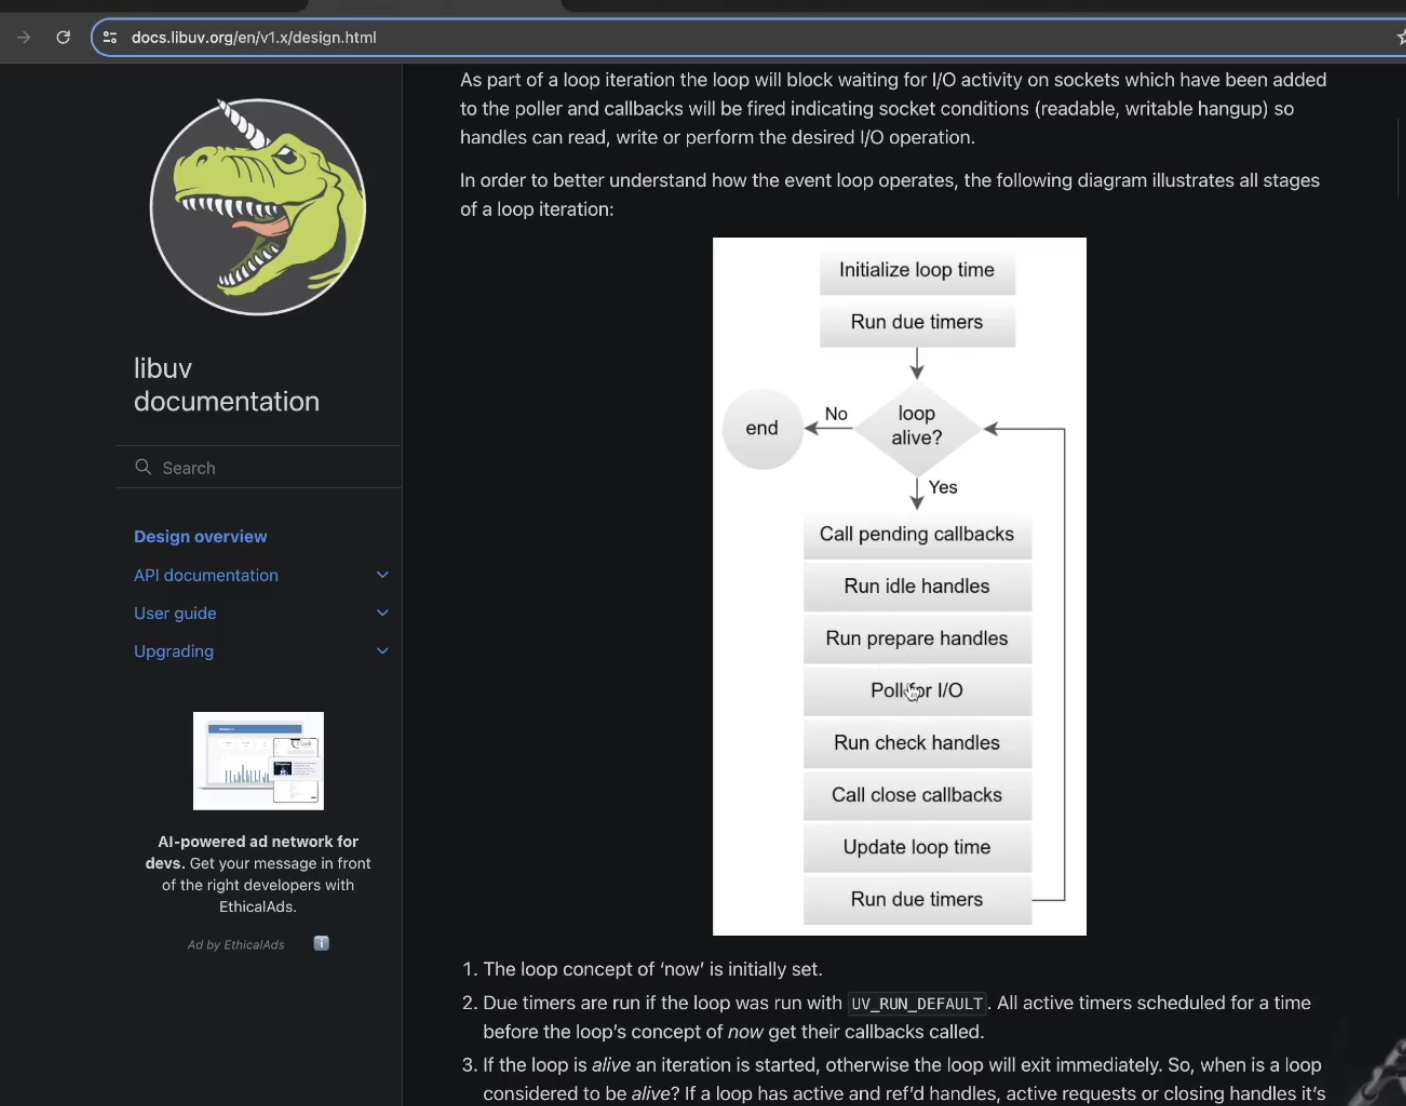 docs.libuv.org/en/v1.x/design.html
libuv
documentation
Search
Design overview
API documentation
User guide
Upgrading
AI-powered ad network for
devs. Get your message in front
of the right developers with
EthicalAds.
Ad by EthicalAds
As part of a loop iteration the loop will block waiting for I/O activity on sockets which have been added
to the poller and callbacks will be fired indicating socket conditions (readable, writable hangup) so
handles can read, write or perform the desired I/O operation.
In order to better understand how the event loop operates, the following diagram illustrates all stages
of a loop iteration:
Initialize loop time
Run due timers
loop
alive?
No
end
Yes
Call pending callbacks
Run idle handles
Run prepare handles
Poll for I/O
Run check handles
Call close callbacks
Update loop time
Run due timers
1. The loop concept of ‘now’ is initially set.
2. Due timers are run if the loop was run with UV_RUN_DEFAULT. All active timers scheduled for a time
before the loop’s concept of now get their callbacks called.
3. If the loop is alive an iteration is started, otherwise the loop will exit immediately. So, when is a loop
considered to be alive? If a loop has active and ref’d handles, active requests or closing handles it’s